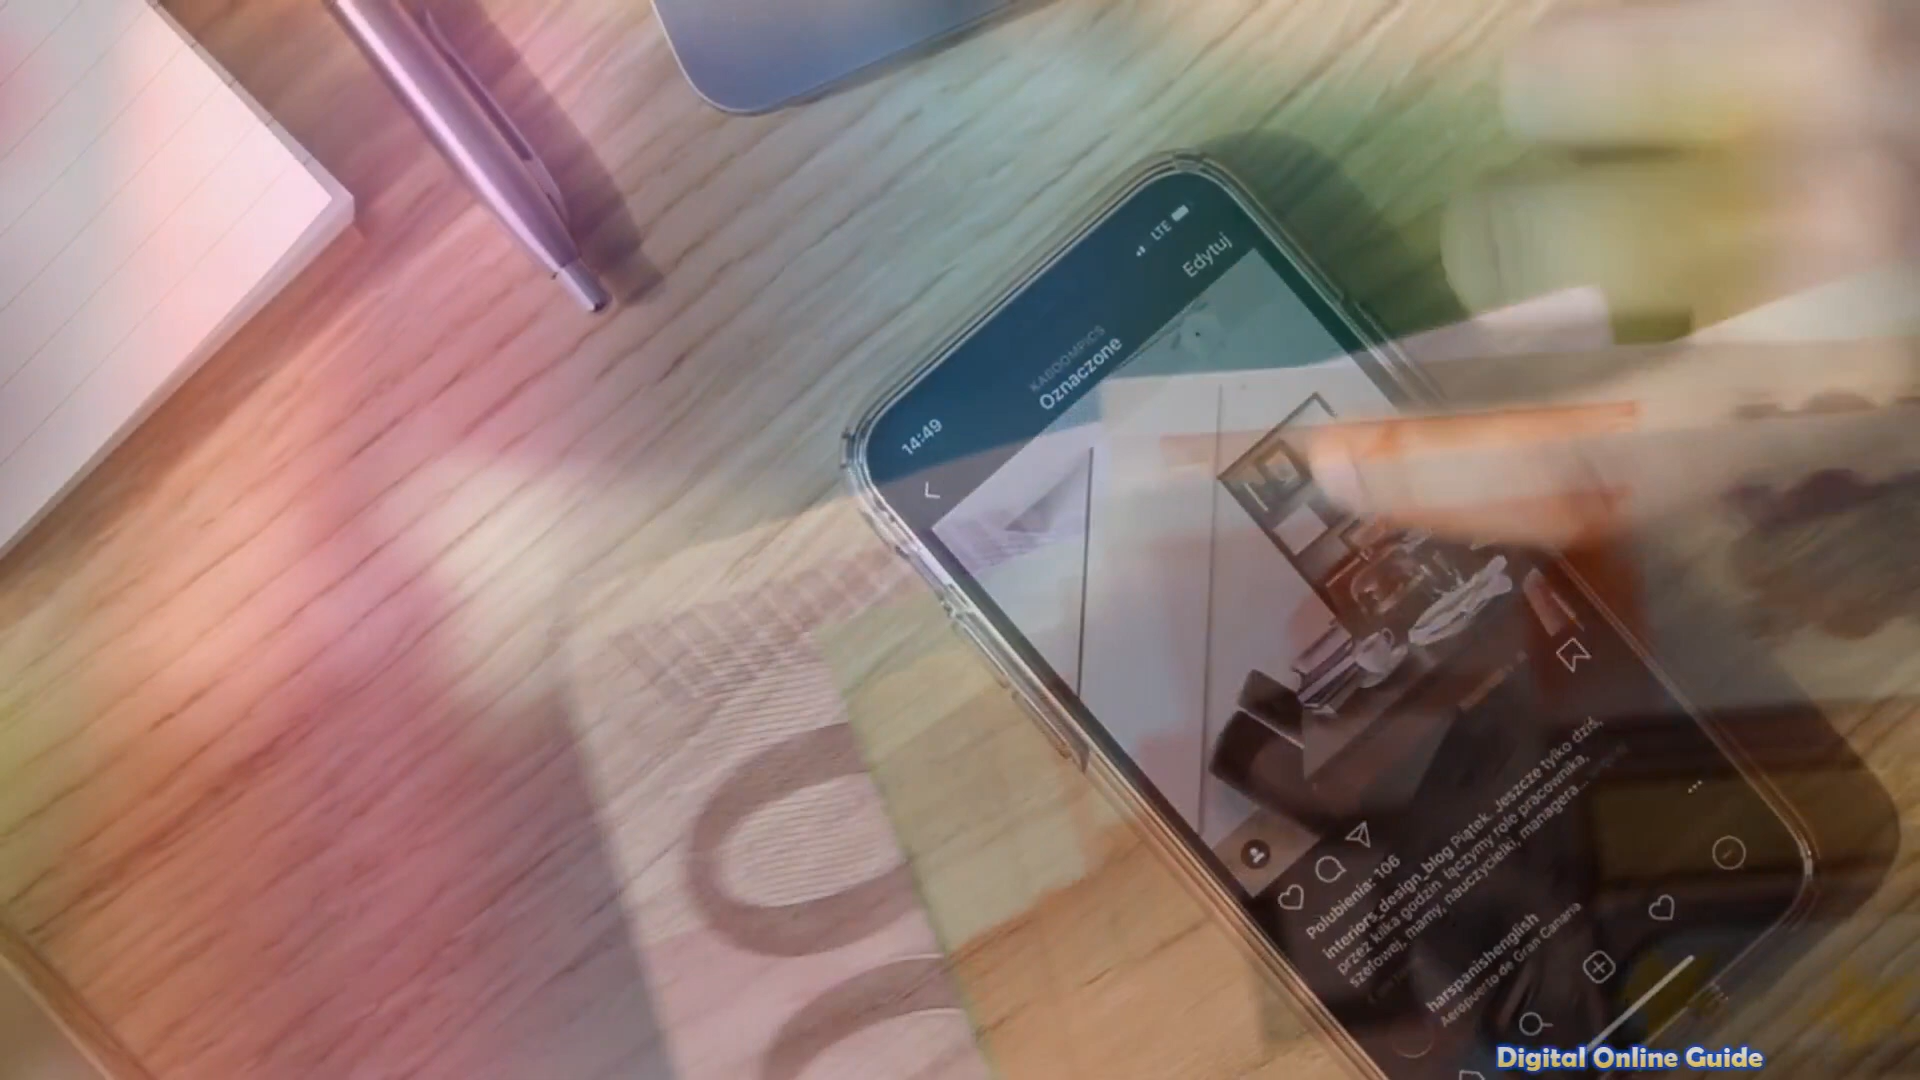 14:49
LTE
KABOOMPICS
Oznaczone
Edytuj
Polubienia: 106
interiors_design_blog Piątek. Jeszcze tylko dziś,
przez kilka godzin łączymy role pracownika,
szefowej, mamy, nauczycielki, managera...
harspanishenglish
Aeropuerto de Gran Canaria
Digital Online Guide